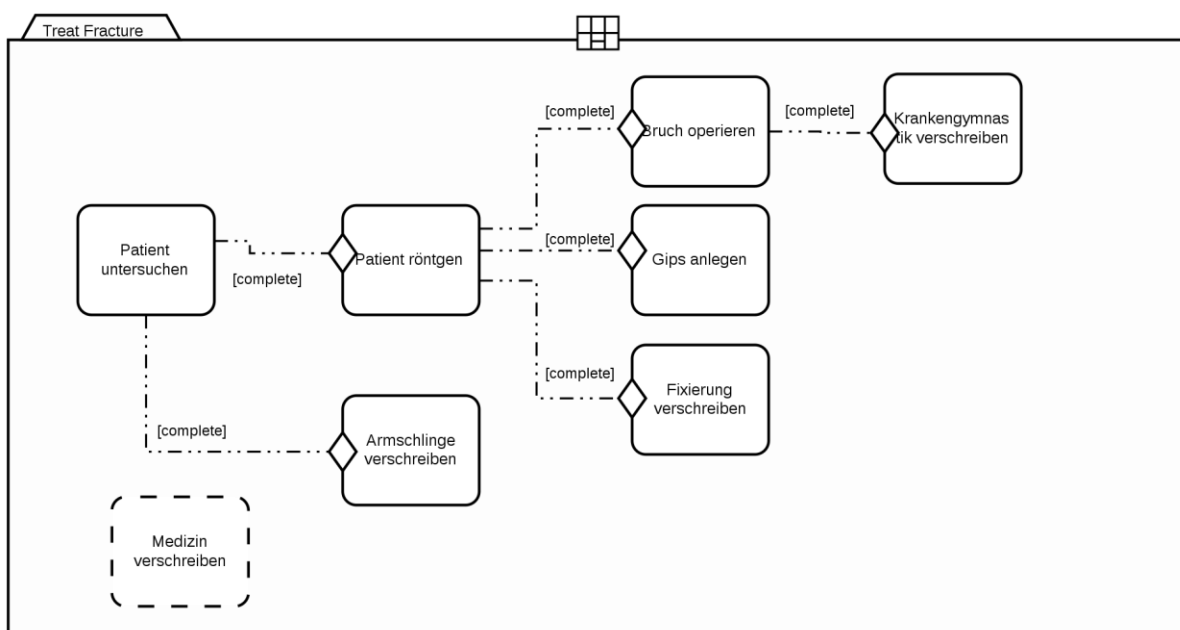 Treat Fracture
[complete]
Bruch operieren
[complete]
Krankengymnas
tik verschreiben
Patient
untersuchen
[complete]
Patient röntgen
[complete]
Gips anlegen
[complete]
Fixierung
verschreiben
[complete]
Armschlinge
verschreiben
Medizin
verschreiben